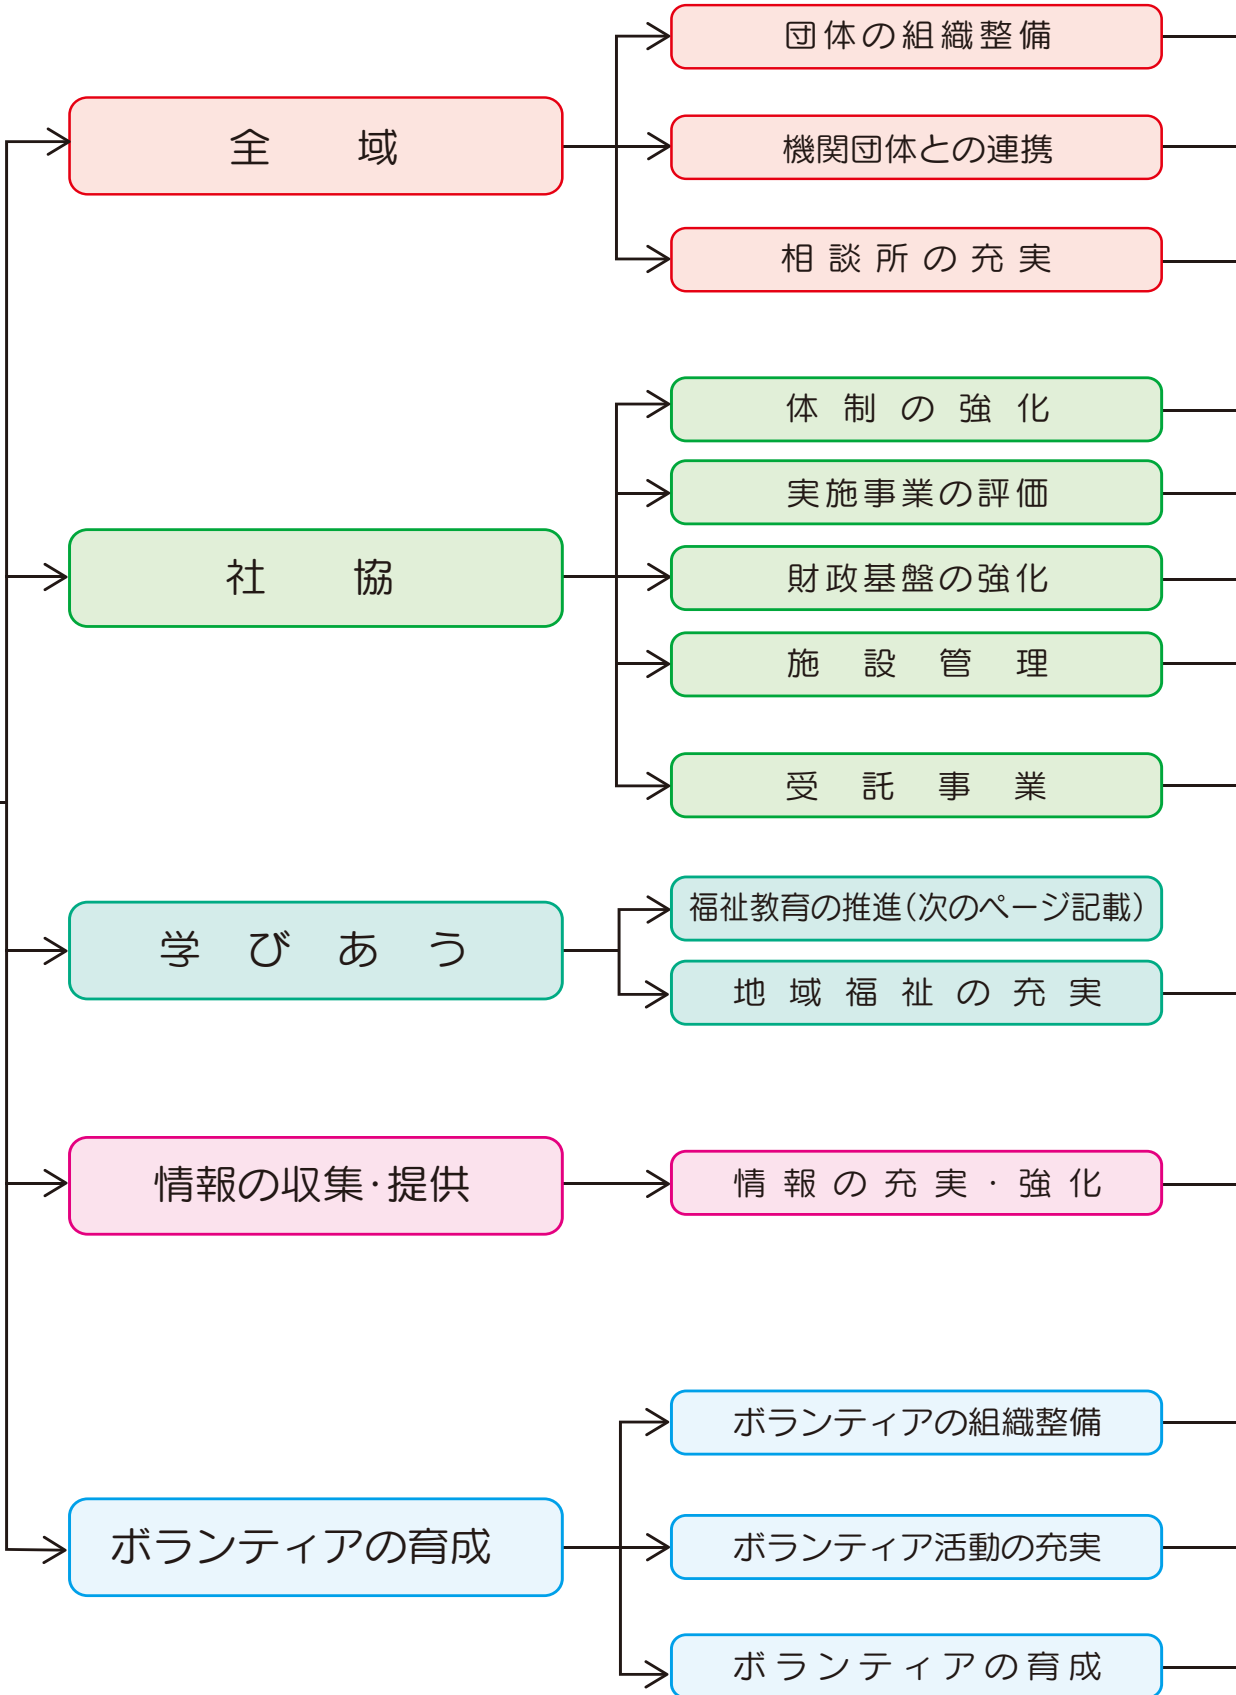 全域
団体の組織整備
機関団体との連携
相談所の充実
社協
体制の強化
実施事業の評価
財政基盤の強化
施設管理
受託事業
学びあう
福祉教育の推進(次のページ記載)
地域福祉の充実
情報の収集・提供
情報の充実・強化
ボランティアの育成
ボランティアの組織整備
ボランティア活動の充実
ボランティアの育成